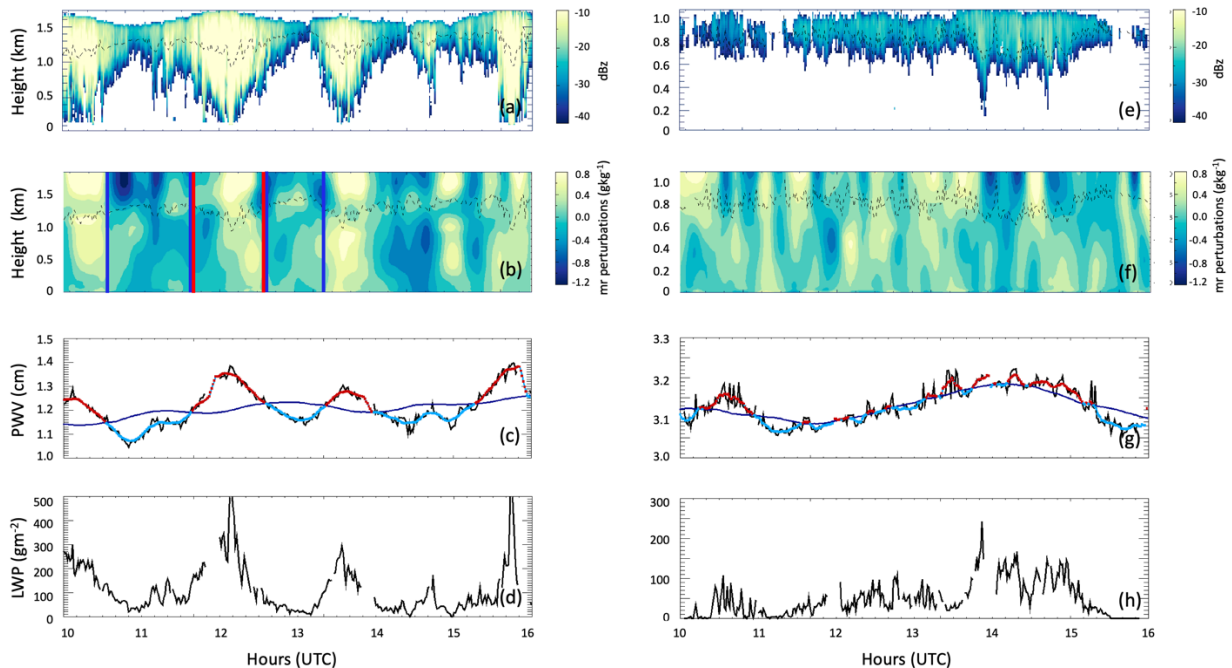 1.5
1.0
0.5
0
Height (km)
(a)
-10
-20
-30
-40
dBz
1.0
0.8
0.6
0.4
0.2
0
Height (km)
(e)
-10
-20
-30
-40
dBz
1.5
1.0
0.5
0
Height (km)
(b)
0.8
0.4
0.0
-0.4
-0.8
-1.2
mr perturbations (gkg⁻¹)
1.0
0.8
0.6
0.4
0.2
0
Height (km)
(f)
0.8
0.4
0.0
-0.4
-0.8
-1.2
mr perturbations (gkg⁻¹)
1.5
1.4
1.3
1.2
1.1
1.0
PWV (cm)
(c)
3.3
3.2
3.1
3.0
PWV (cm)
(g)
500
400
300
200
100
0
LWP (gm⁻²)
(d)
10 11 12 13 14 15 16
Hours (UTC)
300
200
100
0
(h)
10 11 12 13 14 15 16
Hours (UTC)